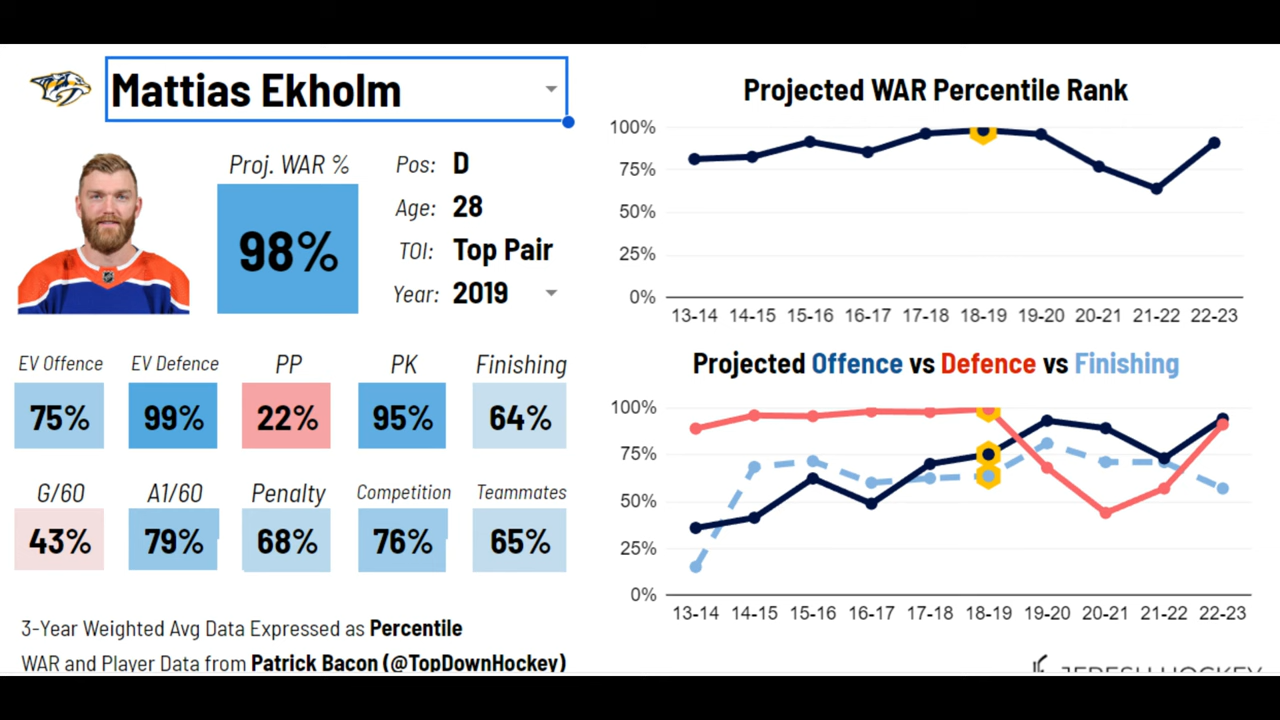 Mattias Ekholm
Proj. WAR %
98%
Pos: D
Age: 28
TOI: Top Pair
Year: 2019
EV Offence EV Defence PP PK Finishing
75% 99% 22% 95% 64%
G/60 A1/60 Penalty Competition Teammates
43% 79% 68% 76% 65%
3-Year Weighted Avg Data Expressed as Percentile
WAR and Player Data from Patrick Bacon (@TopDownHockey)
Projected WAR Percentile Rank
100%
75%
50%
25%
0%
13-14 14-15 15-16 16-17 17-18 18-19 19-20 20-21 21-22 22-23
Projected Offence vs Defence vs Finishing
100%
75%
50%
25%
0%
13-14 14-15 15-16 16-17 17-18 18-19 19-20 20-21 21-22 22-23
JFRESH HOCKEY